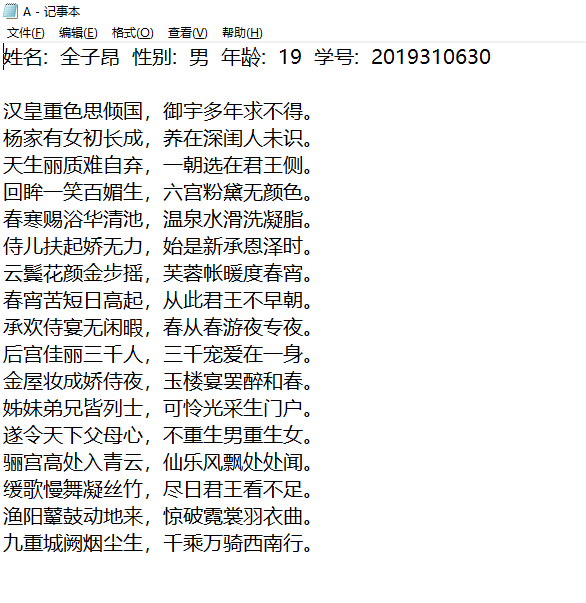 A - 记事本
文件(F) 编辑(E) 格式(O) 查看(V) 帮助(H)
姓名: 全子昂 性别: 男 年龄: 19 学号: 2019310630
汉皇重色思倾国，御宇多年求不得。
杨家有女初长成，养在深闺人未识。
天生丽质难自弃，一朝选在君王侧。
回眸一笑百媚生，六宫粉黛无颜色。
春寒赐浴华清池，温泉水滑洗凝脂。
侍儿扶起娇无力，始是新承恩泽时。
云鬓花颜金步摇，芙蓉帐暖度春宵。
春宵苦短日高起，从此君王不早朝。
承欢侍宴无闲暇，春从春游夜专夜。
后宫佳丽三千人，三千宠爱在一身。
金屋妆成娇侍夜，玉楼宴罢醉和春。
姊妹弟兄皆列士，可怜光采生门户。
遂令天下父母心，不重生男重生女。
骊宫高处入青云，仙乐风飘处处闻。
缓歌慢舞凝丝竹，尽日君王看不足。
渔阳鼙鼓动地来，惊破霓裳羽衣曲。
九重城阙烟尘生，千乘万骑西南行。